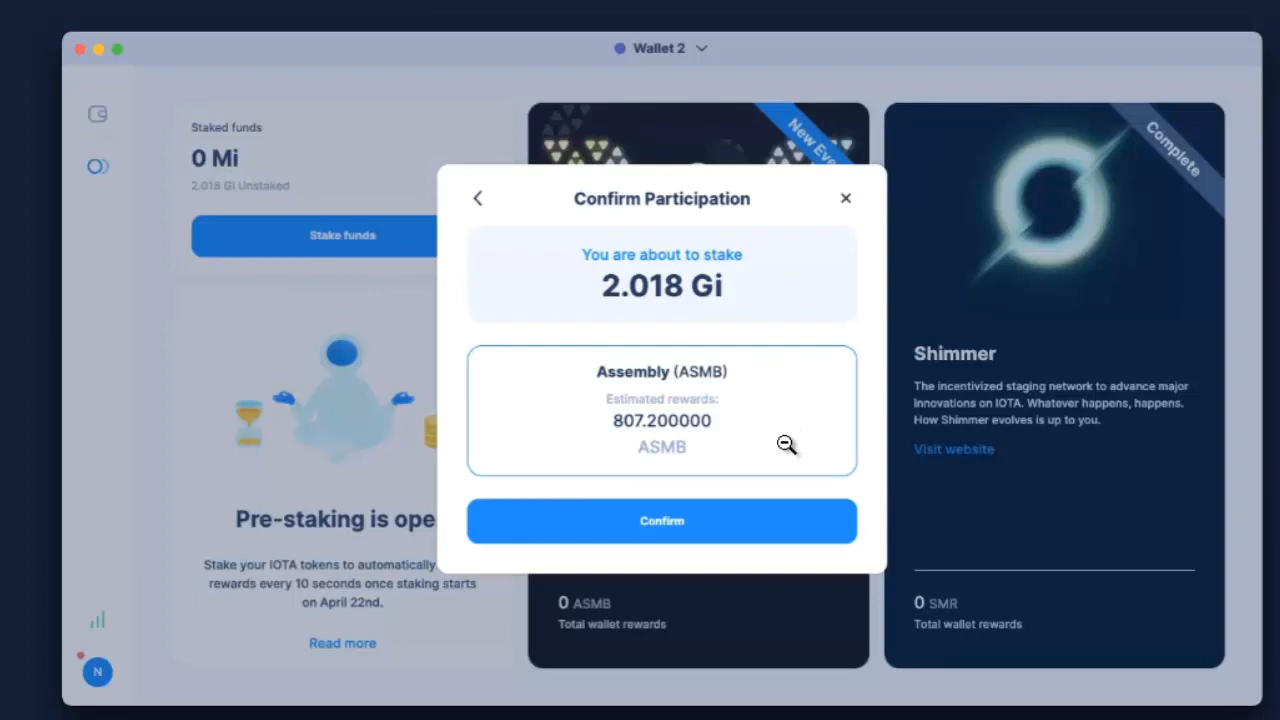 Wallet 2
Staked funds
0 Mi
2.018 Gi Unstaked
Stake funds
Pre-staking is ope
Stake your IOTA tokens to automatically
rewards every 10 seconds once staking starts
on April 22nd.
Read more
N
New Eve
0 ASMB
Total wallet rewards
Confirm Participation
You are about to stake
2.018 Gi
Assembly (ASMB)
Estimated rewards:
807.200000
ASMB
Confirm
Complete
Shimmer
The incentivized staging network to advance major
innovations on IOTA. Whatever happens, happens.
How Shimmer evolves is up to you.
Visit website
0 SMR
Total wallet rewards